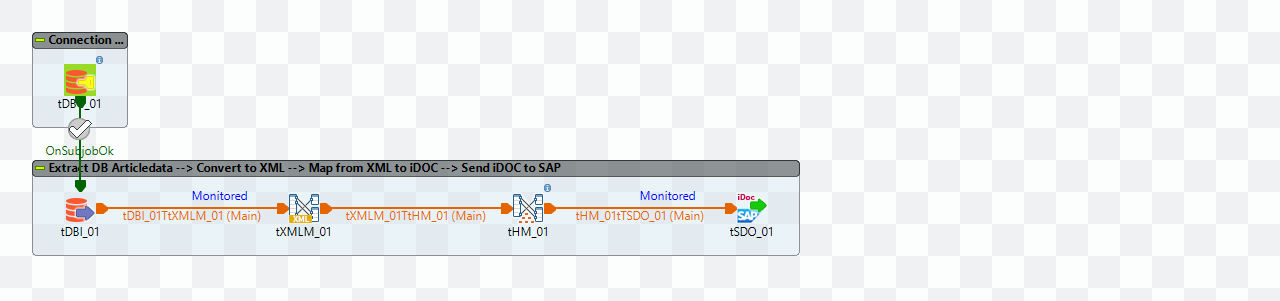 Connection ...
OnSubjobOk
Extract DB Articledata --> Convert to XML --> Map from XML to iDOC --> Send iDOC to SAP
Monitored
Monitored
iDoc
tDBI_01TtXMLM_01 (Main)
tXMLM_01TtHM_01 (Main)
tHM_01tTSDO_01 (Main)
XML
SAP
tDBI_01
tXMLM_01
tHM_01
tSDO_01